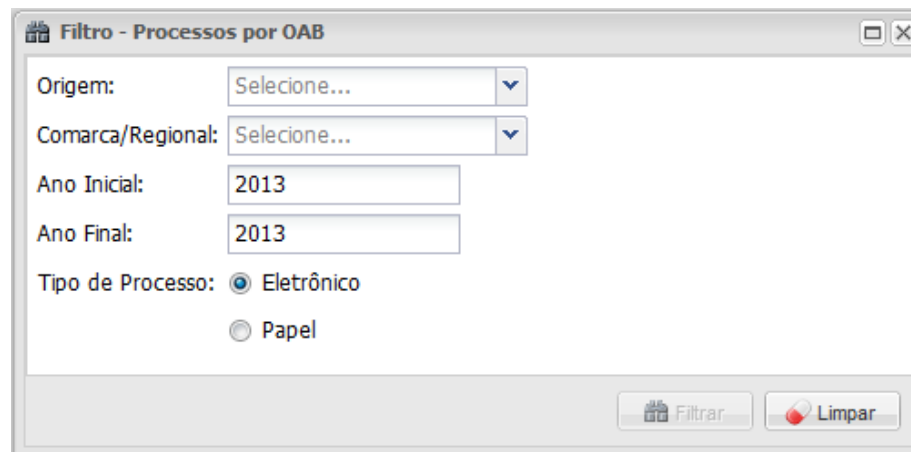 Filtro - Processos por OAB
Origem: Selecione...
Comarca/Regional: Selecione...
Ano Inicial: 2013
Ano Final: 2013
Tipo de Processo: Eletrônico
Papel
Filtrar Limpar